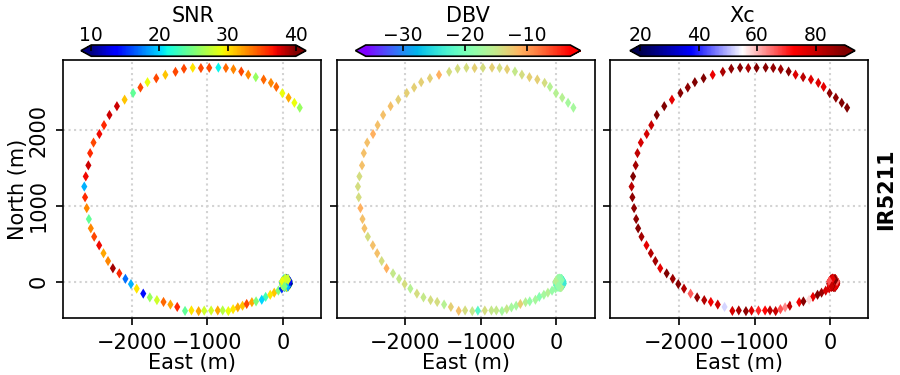 SNR DBV Xc
10 20 30 40 −30 −20 −10 20 40 60 80
North (m)
2000
1000
0
IR5211
−2000 −1000 0 −2000 −1000 0 −2000 −1000 0
East (m) East (m) East (m)